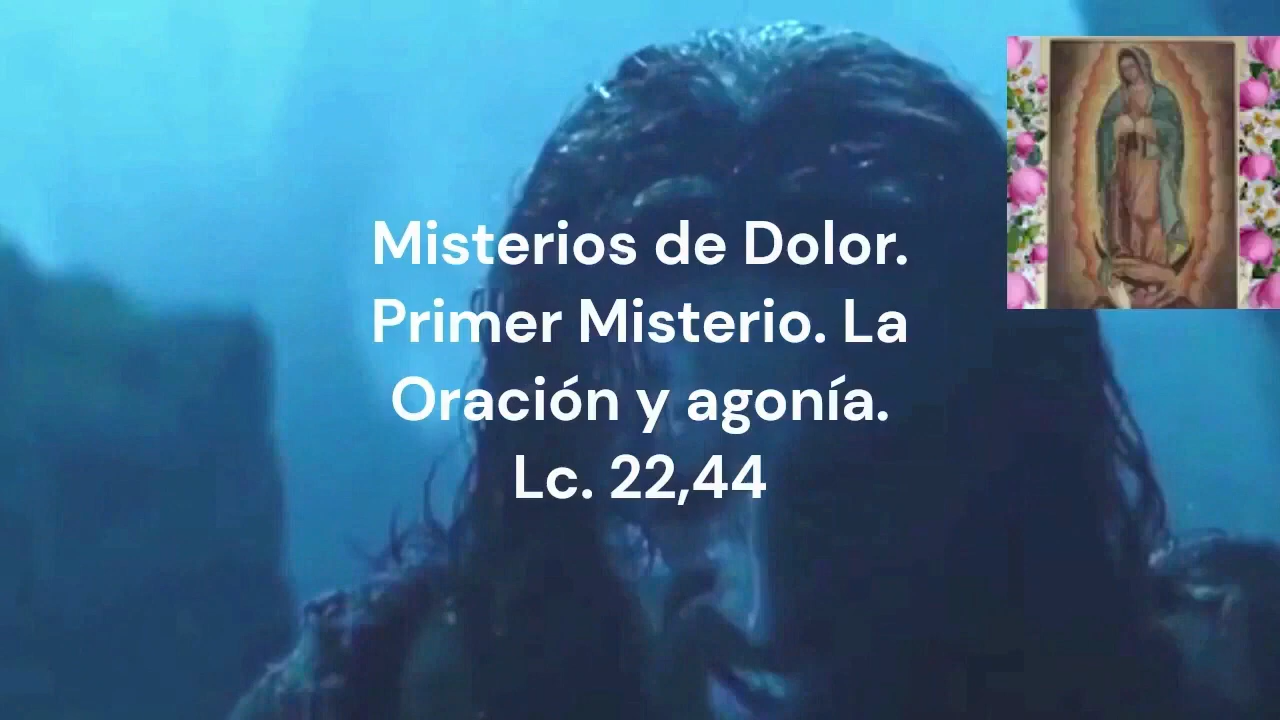 Misterios de Dolor.
Primer Misterio. La
Oración y agonía.
Lc. 22,44